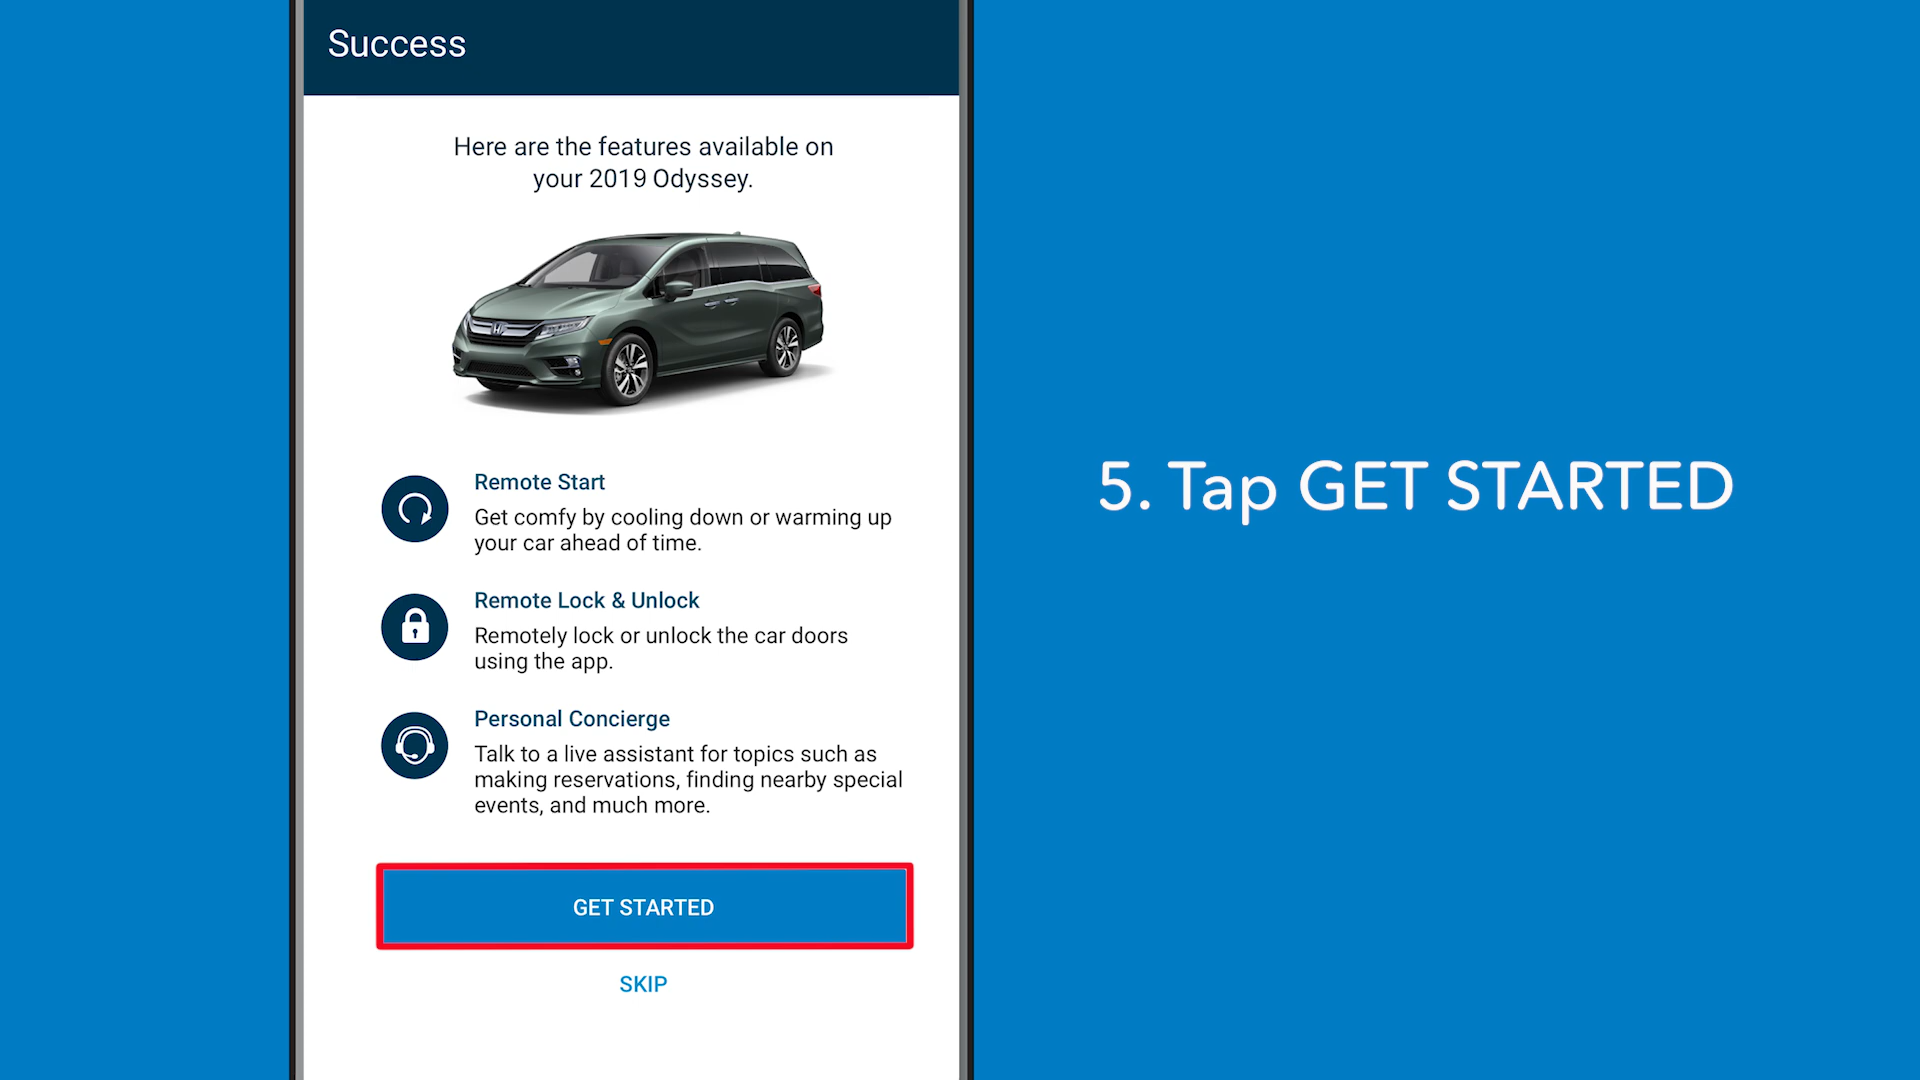 Success
Here are the features available on
your 2019 Odyssey.
Remote Start
Get comfy by cooling down or warming up
your car ahead of time.
Remote Lock & Unlock
Remotely lock or unlock the car doors
using the app.
Personal Concierge
Talk to a live assistant for topics such as
making reservations, finding nearby special
events, and much more.
GET STARTED
SKIP
5. Tap GET STARTED